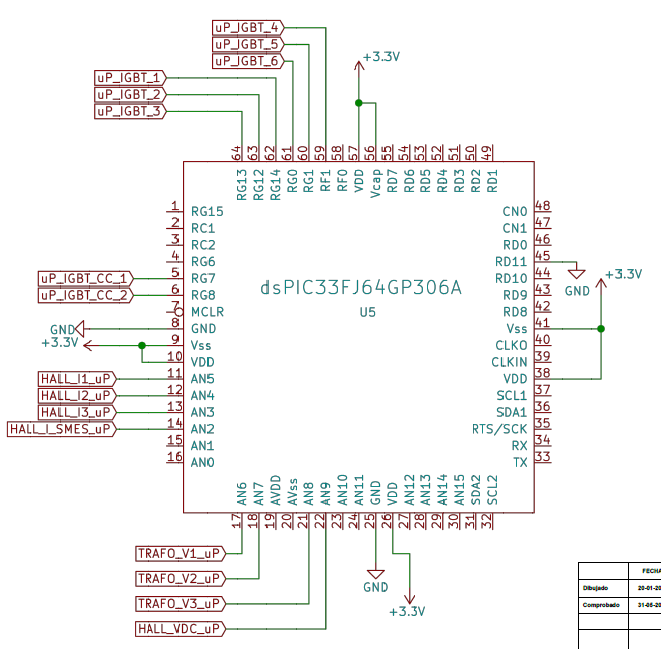 uP_IGBT_4
uP_IGBT_5
uP_IGBT_6
+3.3V
uP_IGBT_1
uP_IGBT_2
uP_IGBT_3
64 63 62 61 60 59 58 57 56 55 54 53 52 51 50 49
RG13 RG12 RG14 RG0 RG1 RF1 RF0 VDD Vcap RD7 RD6 RD5 RD4 RD3 RD2 RD1
1 RG15 CN0 48
2 RC1 CN1 47
3 RC2 RD0 46
4 RG6 RD11 45
uP_IGBT_CC_1 5 RG7 RD10 44
GND
+3.3V
uP_IGBT_CC_2 6 RG8 RD9 43
dsPIC33FJ64GP306A
U5
7 MCLR RD8 42
GND 8 GND Vss 41
+3.3V 9 Vss CLKO 40
10 VDD CLKIN 39
HALL_I1_uP 11 AN5 VDD 38
HALL_I2_uP 12 AN4 SCL1 37
HALL_I3_uP 13 AN3 SDA1 36
HALL_I_SMES_uP 14 AN2 RTS/SCK 35
15 AN1 RX 34
16 AN0 TX 33
AN6 AN7 AVDD AVss AN8 AN9 AN10 AN11 GND VDD AN12 AN13 AN14 AN15 SDA2 SCL2
17 18 19 20 21 22 23 24 25 26 27 28 29 30 31 32
TRAFO_V1_uP
TRAFO_V2_uP
GND
TRAFO_V3_uP
+3.3V
HALL_VDC_uP
FECHA
Dibujado 20-01-20
Comprobado 31-05-20